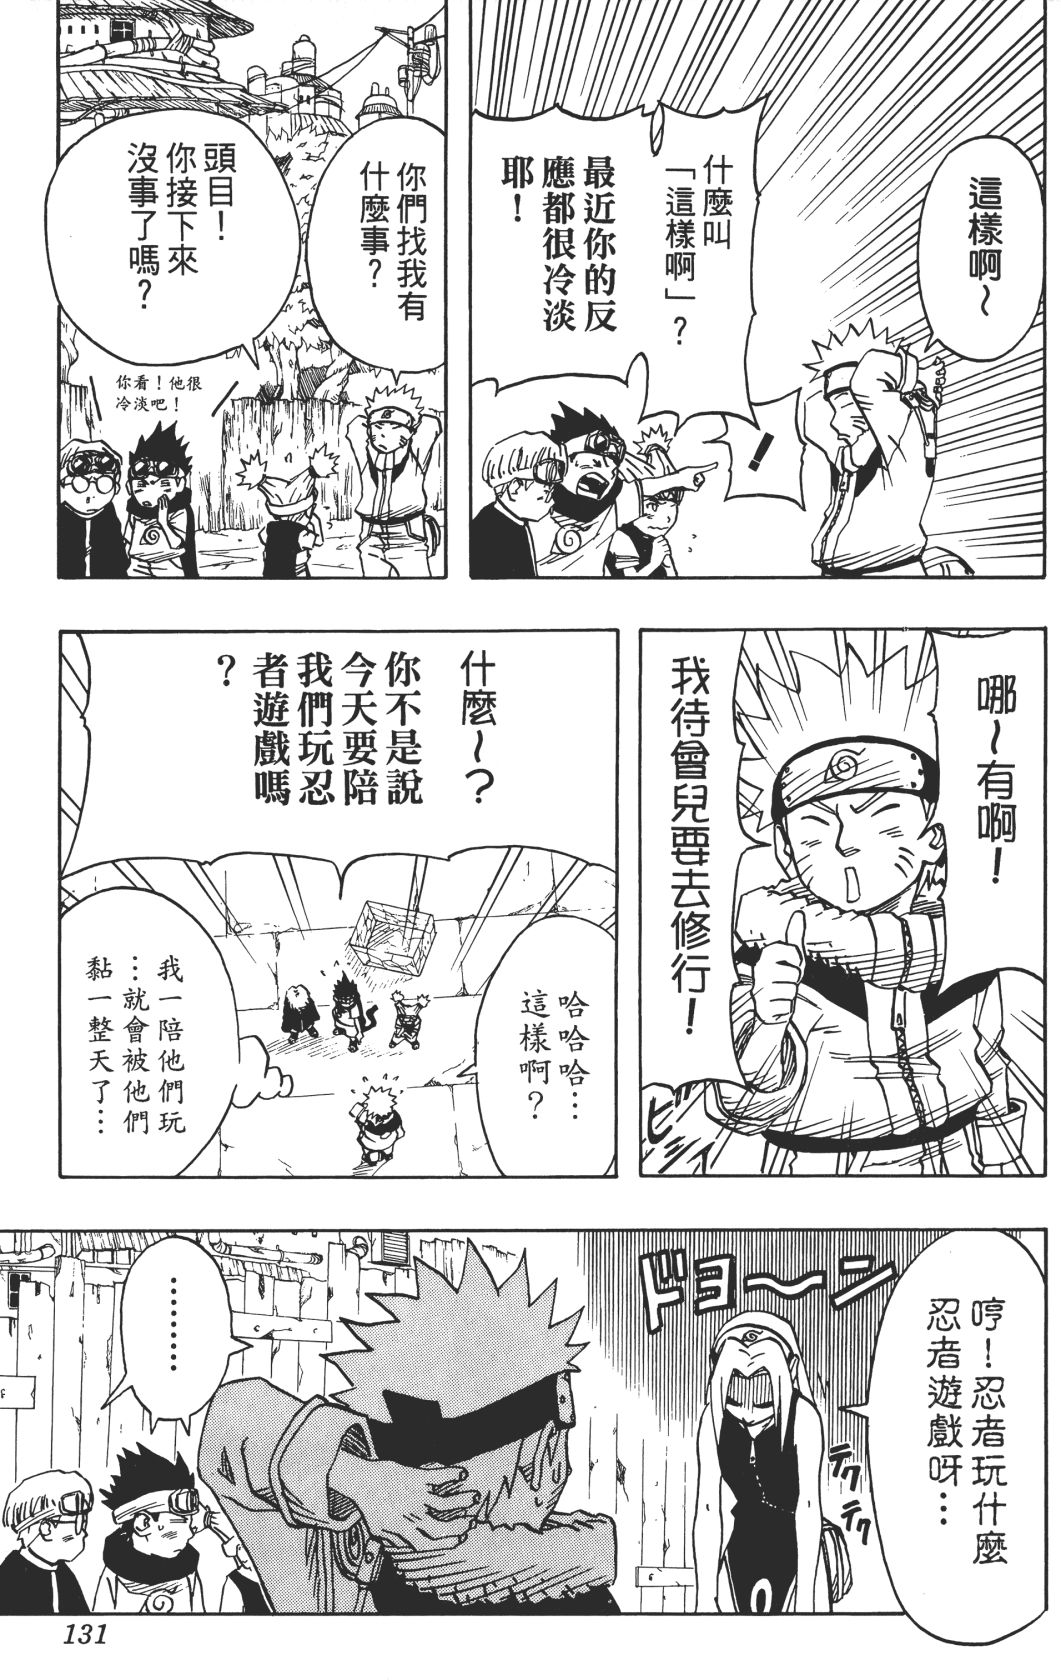 這樣啊～
什麼叫
「這樣啊」？
最近你的反
應都很冷淡
耶！
！
你們找我有
什麼事？
頭目！
你接下來
沒事了嗎？
你看！他很
冷淡吧！
哪～有啊！
我待會兒要去修行！
ビッ
什麼～？
你不是說
今天要陪
我們玩忍
者遊戲嗎
？
哈哈哈…
這樣啊？
我一陪他們玩
…就會被他們
黏一整天了…
哼！忍者玩什麼
忍者遊戲呀…
ドヨ～ン
テク
テク
………
131